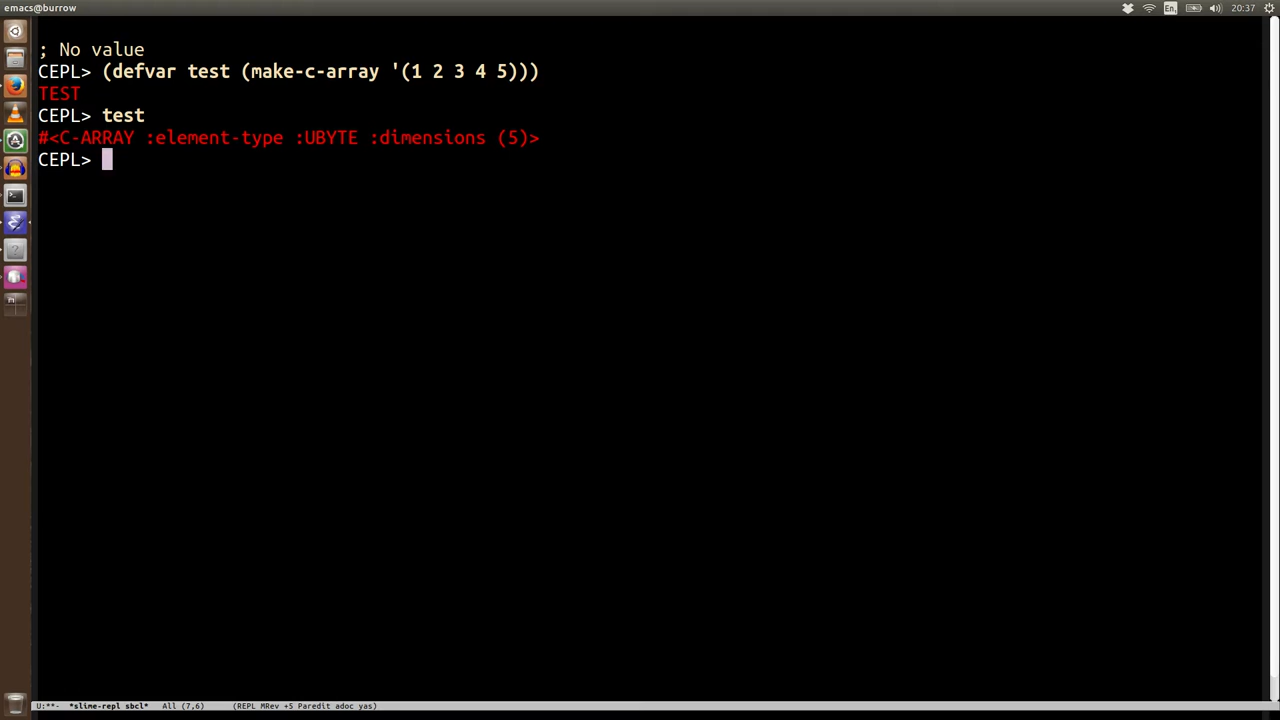 emacs@burrow
En
20:37
; No value
CEPL> (defvar test (make-c-array '(1 2 3 4 5)))
TEST
CEPL> test
#<C-ARRAY :element-type :UBYTE :dimensions (5)>
CEPL>
U:**-  *slime-repl sbcl*   All (7,6)      (REPL MRev +5 Paredit adoc yas)